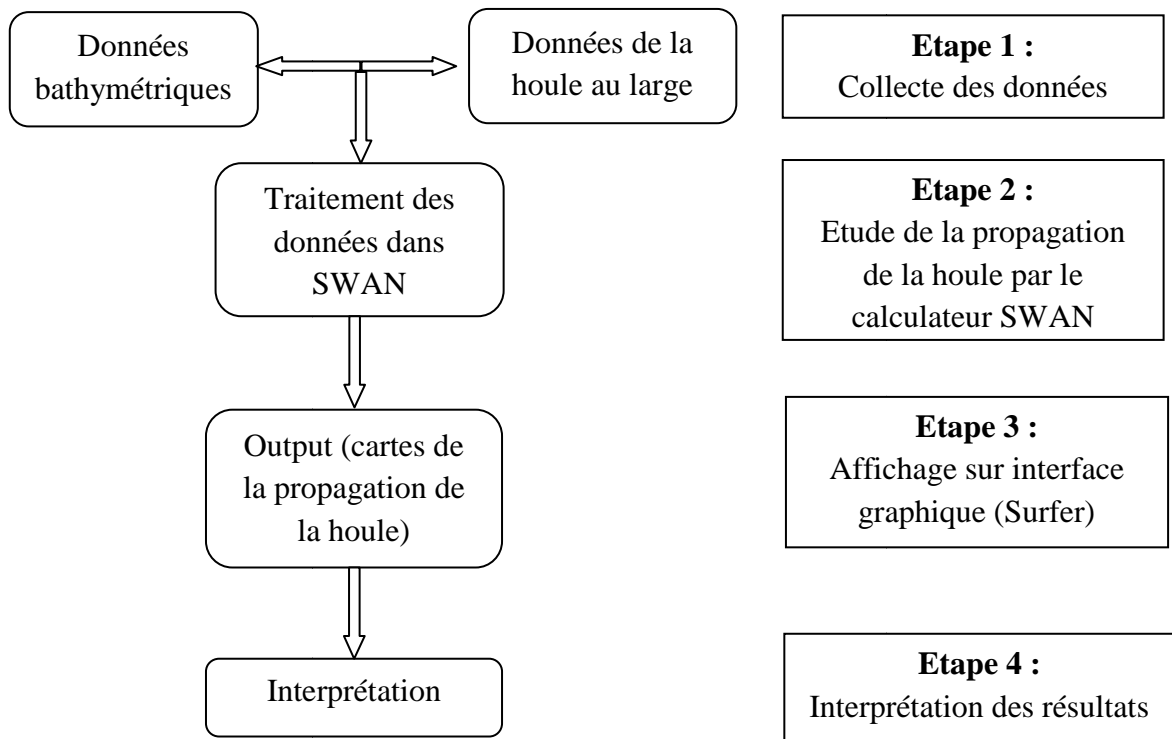 Données
bathymétriques
Données de la
houle au large
Etape 1 :
Collecte des données
Traitement des
données dans
SWAN
Etape 2 :
Etude de la propagation
de la houle par le
calculateur SWAN
Output (cartes de
la propagation de
la houle)
Etape 3 :
Affichage sur interface
graphique (Surfer)
Interprétation
Etape 4 :
Interprétation des résultats